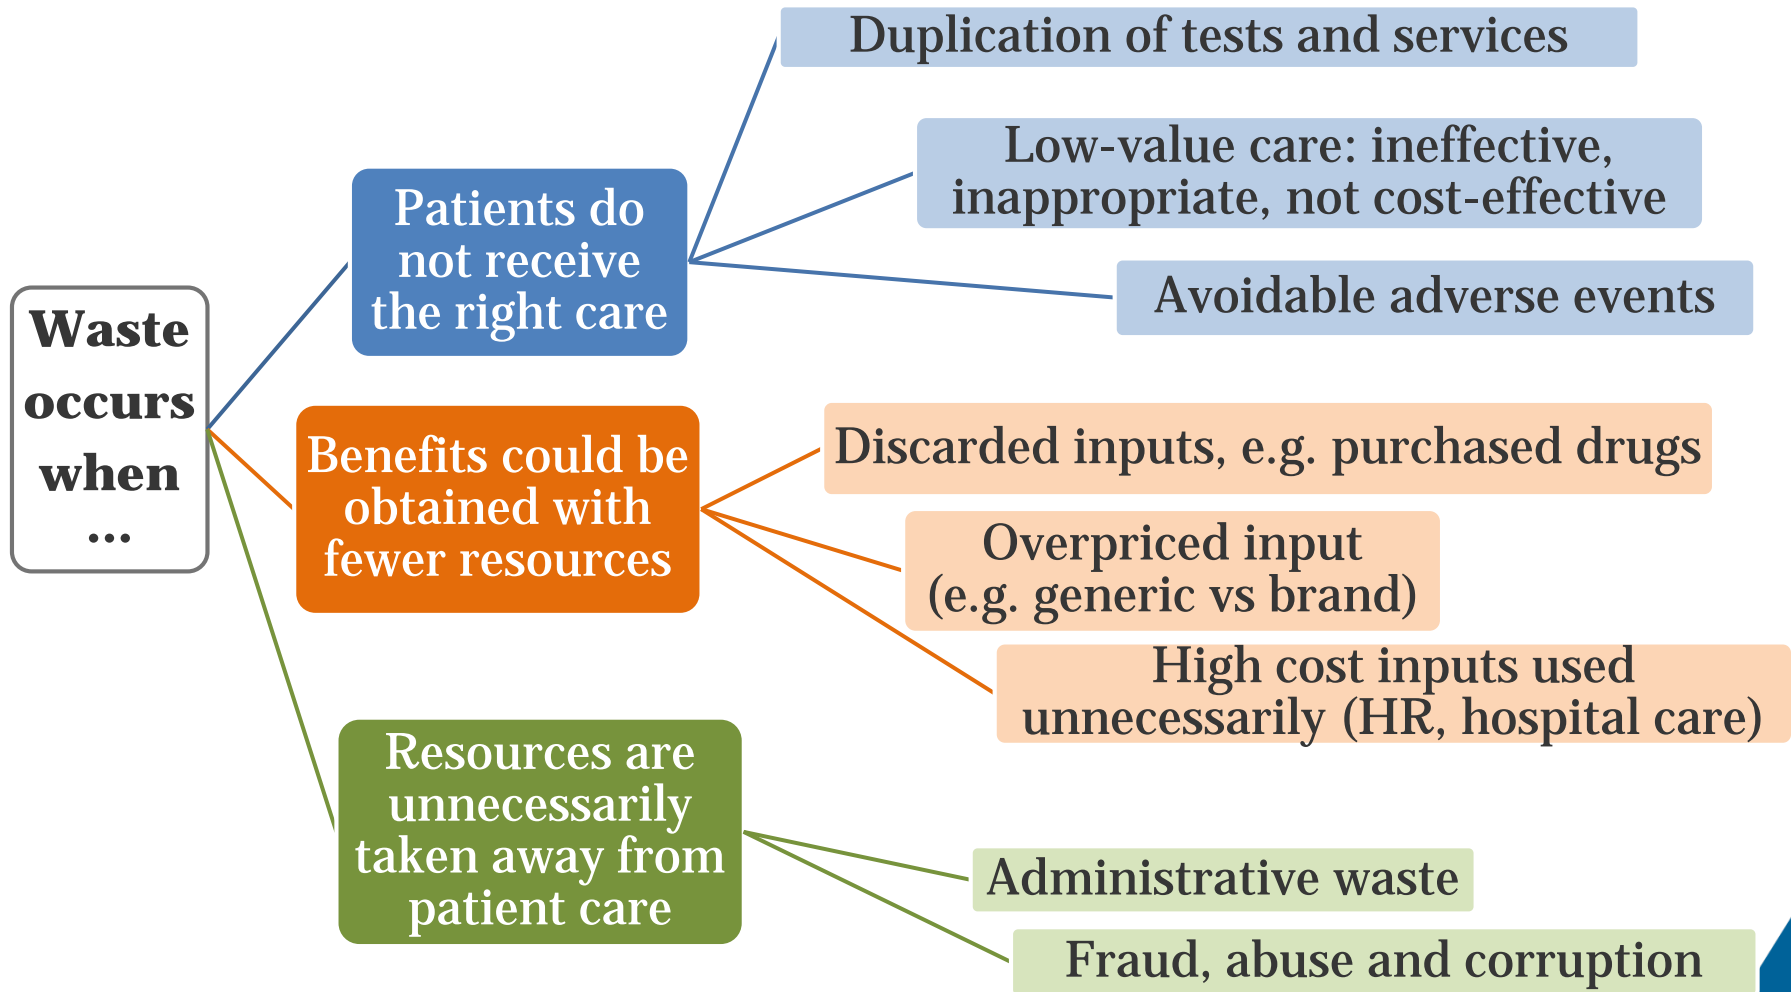 Waste
occurs
when
...
Patients do
not receive
the right care
Duplication of tests and services
Low-value care: ineffective,
inappropriate, not cost-effective
Avoidable adverse events
Benefits could be
obtained with
fewer resources
Discarded inputs, e.g. purchased drugs
Overpriced input
(e.g. generic vs brand)
High cost inputs used
unnecessarily (HR, hospital care)
Resources are
unnecessarily
taken away from
patient care
Administrative waste
Fraud, abuse and corruption